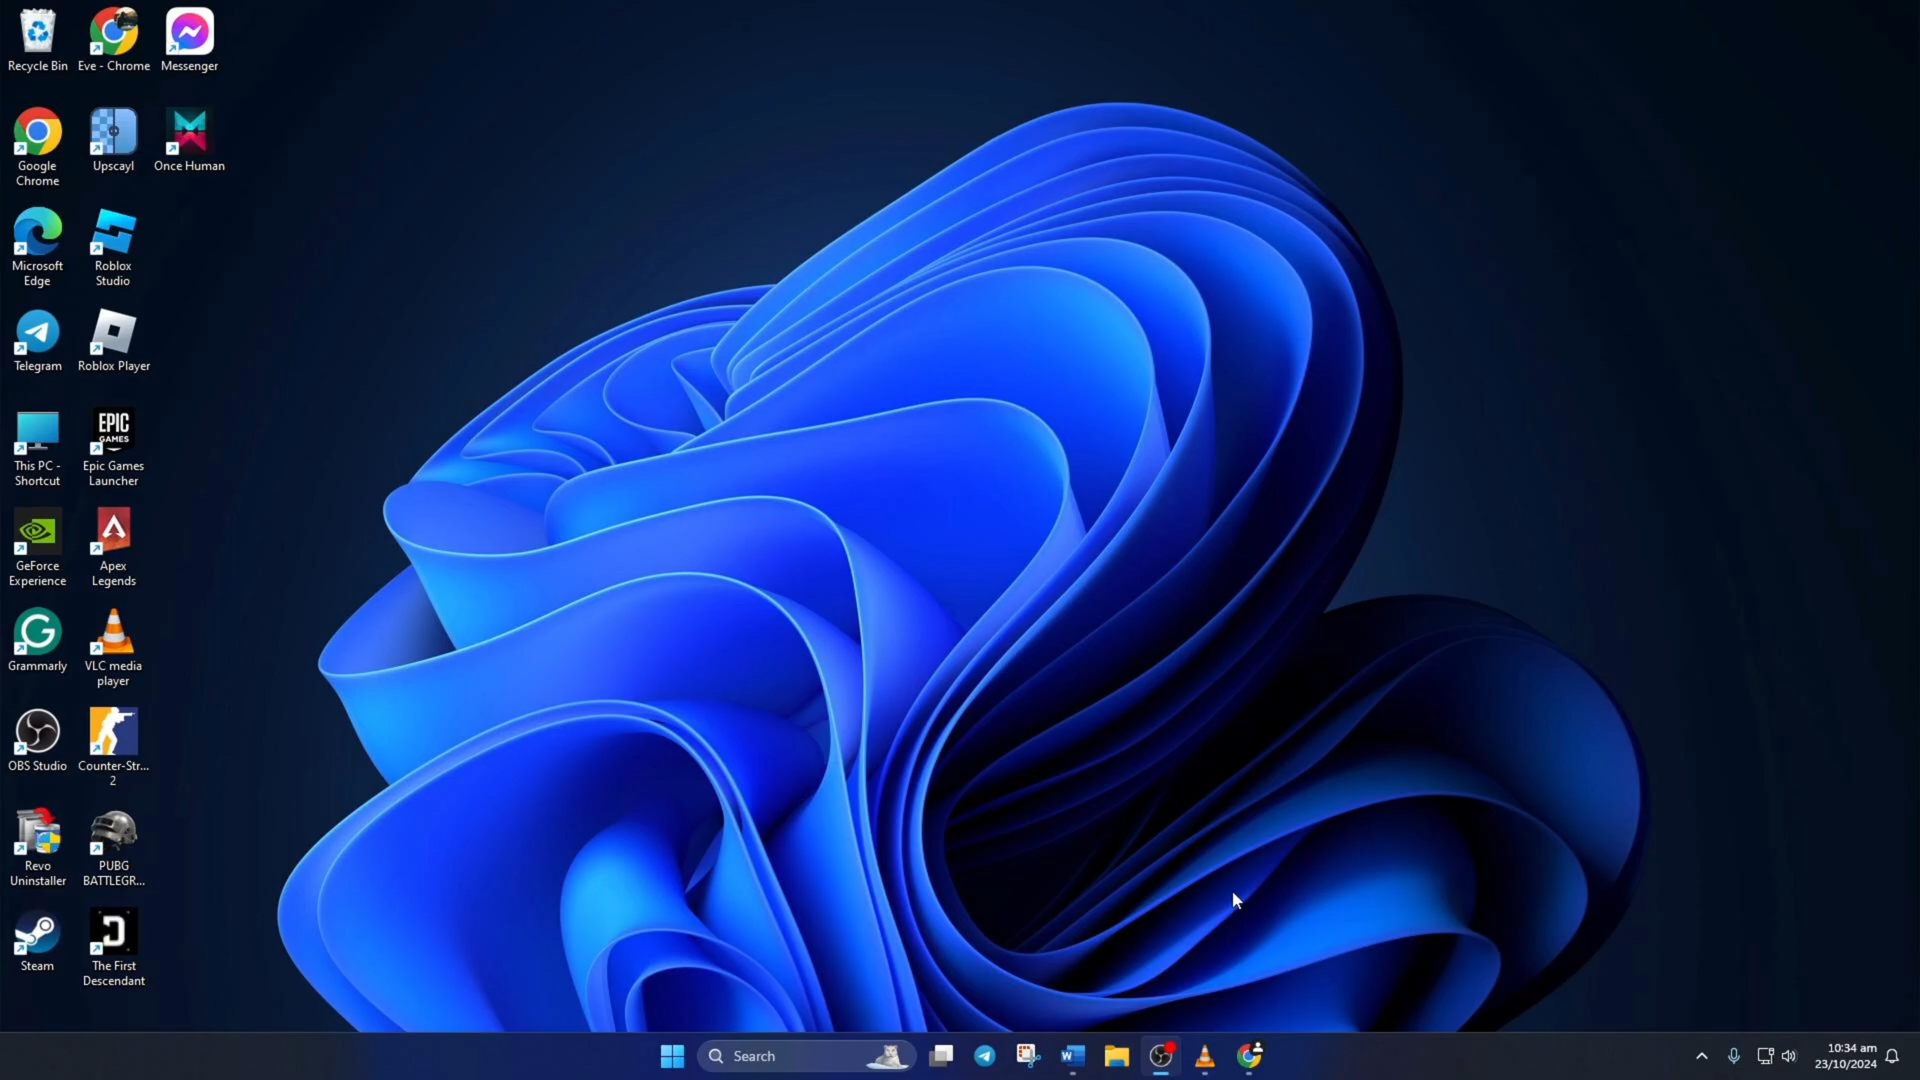 Recycle Bin
Eve - Chrome
Messenger
Google
Chrome
Upscayl
Once Human
Microsoft
Edge
Roblox
Studio
Telegram
Roblox Player
EPIC
GAMES
This PC -
Shortcut
Epic Games
Launcher
GeForce
Experience
Apex
Legends
Grammarly
VLC media
player
OBS Studio
Counter-Str...
2
Revo
Uninstaller
PUBG
BATTLEGR...
Steam
The First
Descendant
Search
10:34 am
23/10/2024